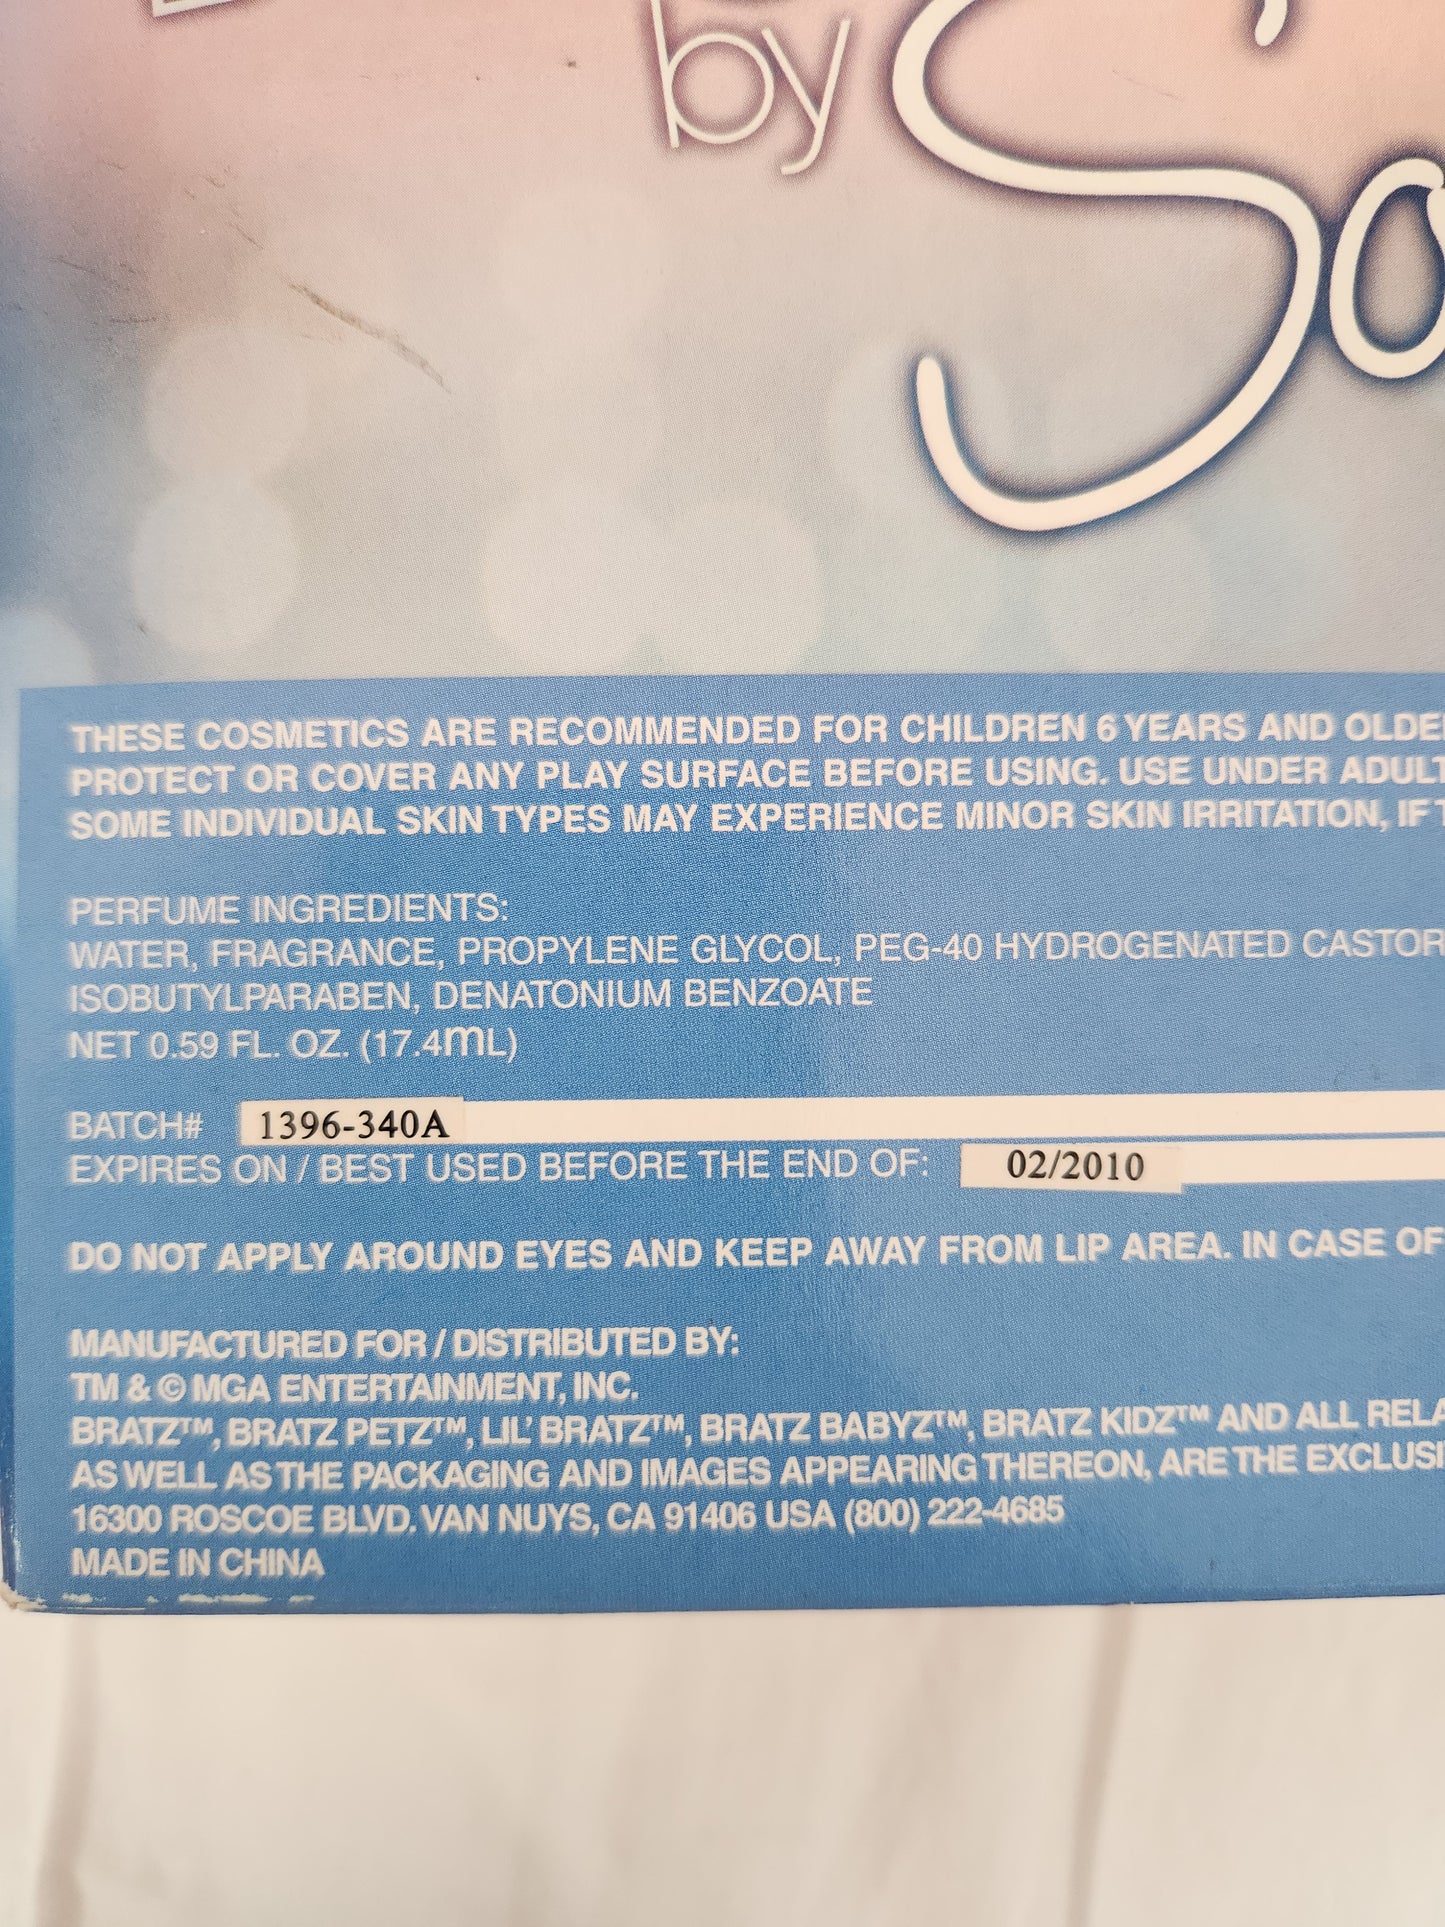 by
THESE COSMETICS ARE RECOMMENDED FOR CHILDREN 6 YEARS AND OLDE
PROTECT OR COVER ANY PLAY SURFACE BEFORE USING. USE UNDER ADULT
SOME INDIVIDUAL SKIN TYPES MAY EXPERIENCE MINOR SKIN IRRITATION, IF
PERFUME INGREDIENTS:
WATER, FRAGRANCE, PROPYLENE GLYCOL, PEG-40 HYDROGENATED CASTOR
ISOBUTYLPARABEN, DENATONIUM BENZOATE
NET 0.59 FL. OZ. (17.4mL)
BATCH# 1396-340A
EXPIRES ON / BEST USED BEFORE THE END OF: 02/2010
DO NOT APPLY AROUND EYES AND KEEP AWAY FROM LIP AREA. IN CASE OF
MANUFACTURED FOR / DISTRIBUTED BY:
TM & © MGA ENTERTAINMENT, INC.
BRATZ™, BRATZ PETZ™, LIL' BRATZ™, BRATZ BABYZ™, BRATZ KIDZ™ AND ALL RELA
AS WELL AS THE PACKAGING AND IMAGES APPEARING THEREON, ARE THE EXCLUSI
16300 ROSCOE BLVD. VAN NUYS, CA 91406 USA (800) 222-4685
MADE IN CHINA